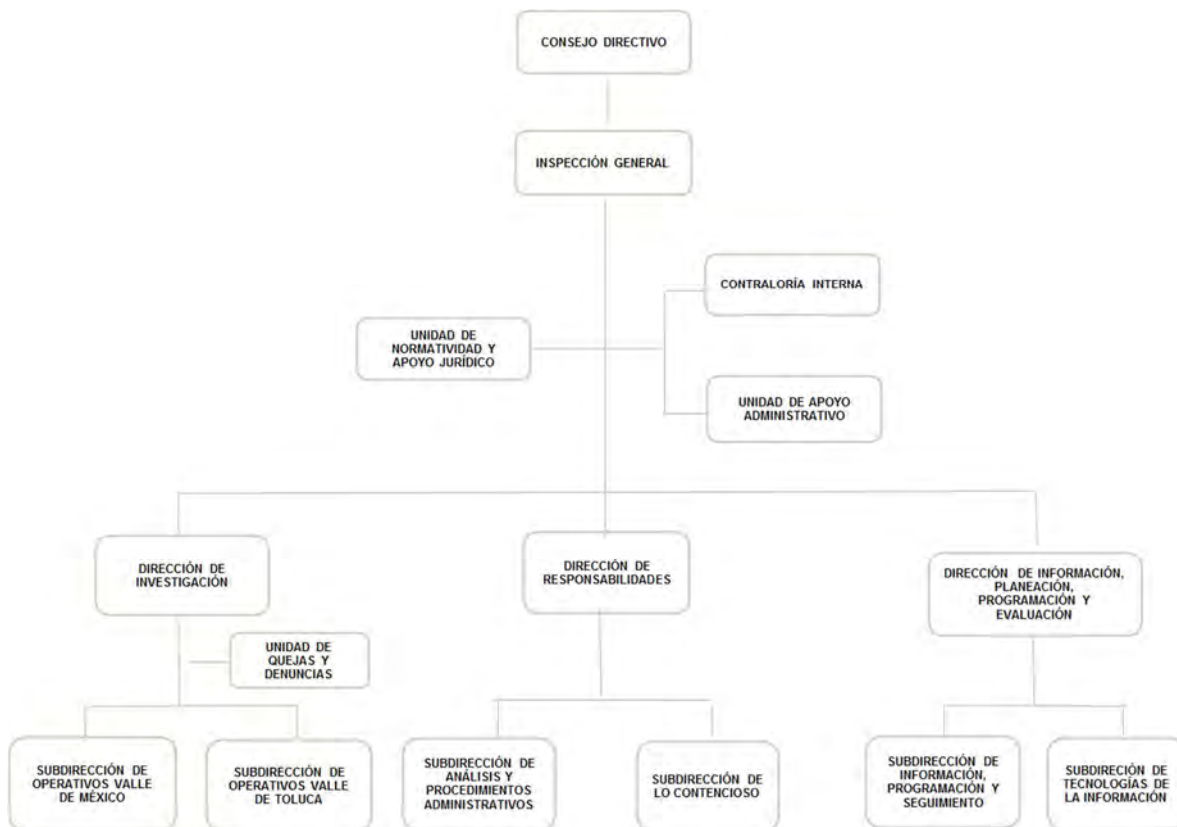 CONSEJO DIRECTIVO
INSPECCIÓN GENERAL
CONTRALORÍA INTERNA
UNIDAD DE
NORMATIVIDAD Y
APOYO JURÍDICO
UNIDAD DE APOYO
ADMINISTRATIVO
DIRECCIÓN DE
INVESTIGACIÓN
DIRECCIÓN DE
RESPONSABILIDADES
DIRECCIÓN DE INFORMACIÓN,
PLANEACIÓN,
PROGRAMACIÓN Y
EVALUACIÓN
UNIDAD DE
QUEJAS Y
DENUNCIAS
SUBDIRECCIÓN DE
OPERATIVOS VALLE
DE MÉXICO
SUBDIRECCIÓN DE
OPERATIVOS VALLE
DE TOLUCA
SUBDIRECCIÓN DE
ANÁLISIS Y
PROCEDIMIENTOS
ADMINISTRATIVOS
SUBDIRECCIÓN DE
LO CONTENCIOSO
SUBDIRECCIÓN DE
INFORMACIÓN,
PROGRAMACIÓN Y
SEGUIMIENTO
SUBDIRECIÓN DE
TECNOLOGÍAS DE
LA INFORMACIÓN